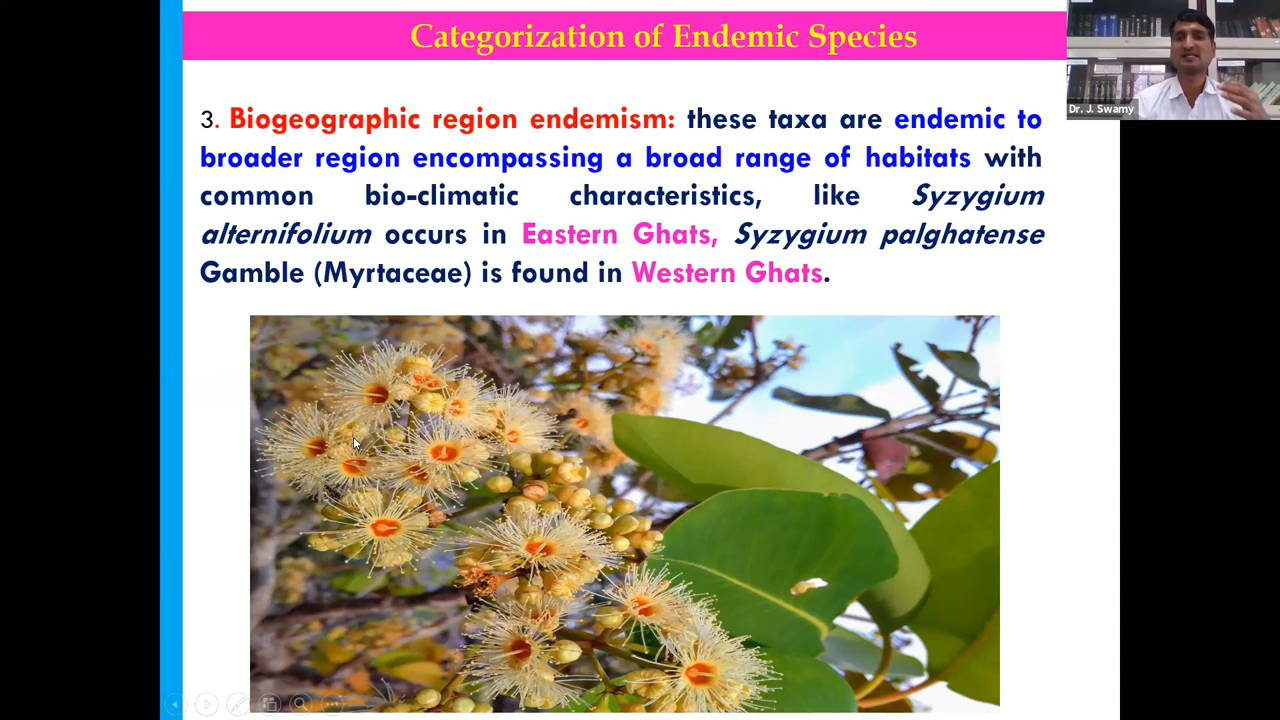 Categorization of Endemic Species
Dr. J. Swamy
3. Biogeographic region endemism: these taxa are endemic to
broader region encompassing a broad range of habitats with
common bio-climatic characteristics, like Syzygium
alternifolium occurs in Eastern Ghats, Syzygium palghatense
Gamble (Myrtaceae) is found in Western Ghats.